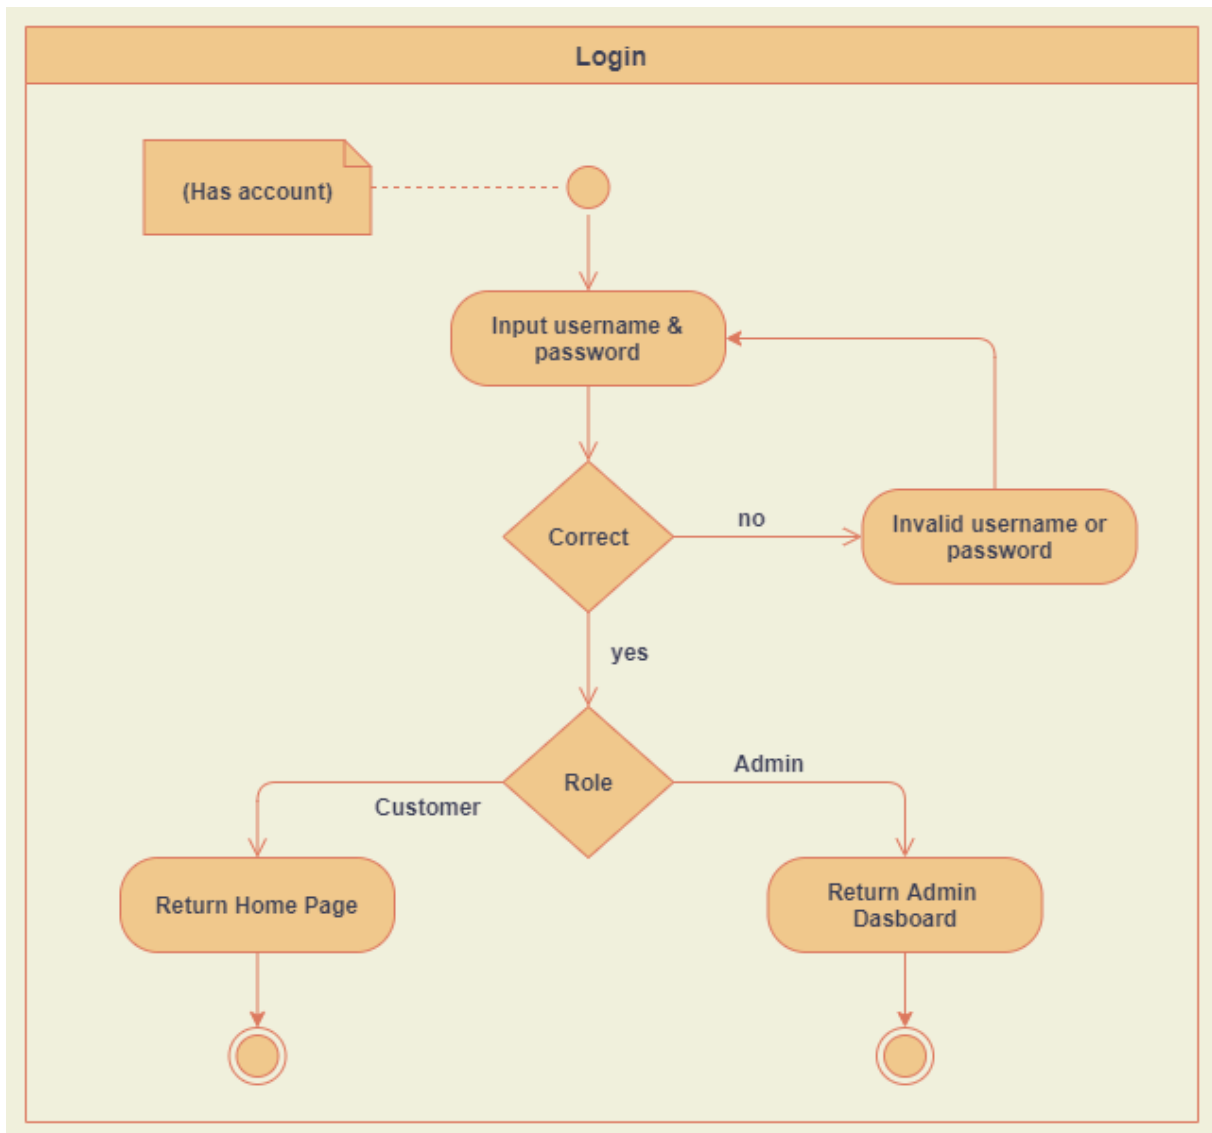 Login
(Has account)
Input username &
password
Correct
no
Invalid username or
password
yes
Role
Admin
Customer
Return Home Page
Return Admin
Dasboard